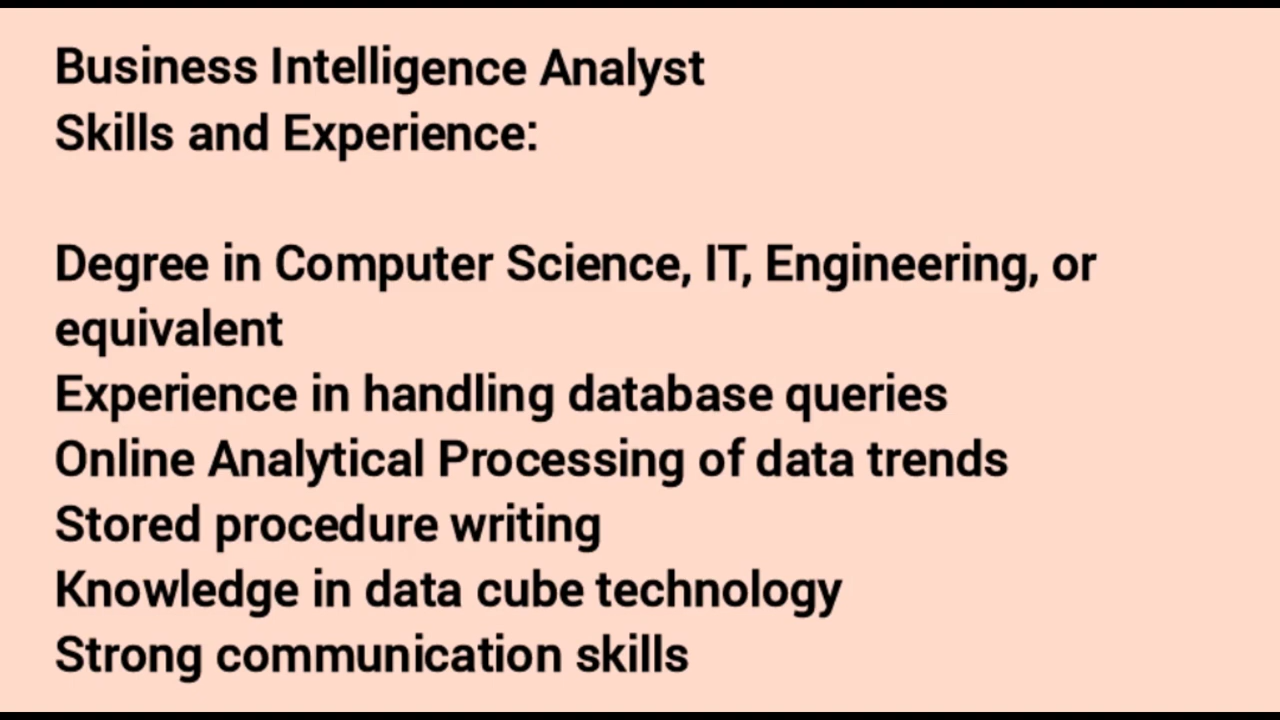 Business Intelligence Analyst
Skills and Experience:
Degree in Computer Science, IT, Engineering, or
equivalent
Experience in handling database queries
Online Analytical Processing of data trends
Stored procedure writing
Knowledge in data cube technology
Strong communication skills